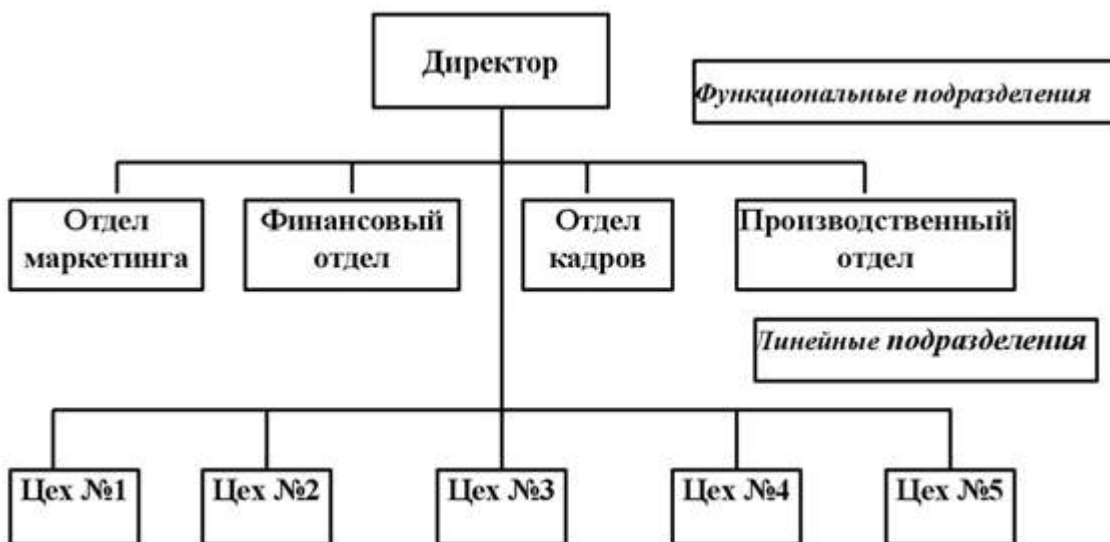 Директор
Функциональные подразделения
Отдел
маркетинга
Финансовый
отдел
Отдел
кадров
Производственный
отдел
Линейные подразделения
Цех №1
Цех №2
Цех №3
Цех №4
Цех №5